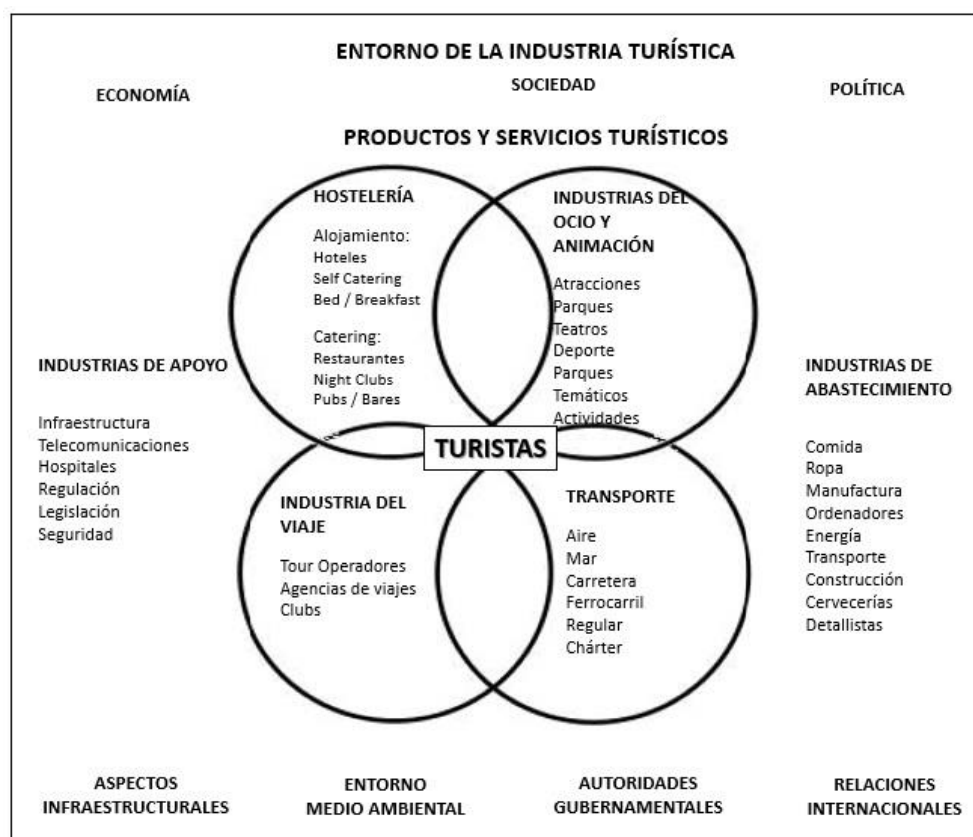 ENTORNO DE LA INDUSTRIA TURÍSTICA
ECONOMÍA
SOCIEDAD
POLÍTICA
PRODUCTOS Y SERVICIOS TURÍSTICOS
HOSTELERÍA
Alojamiento:
Hoteles
Self Catering
Bed / Breakfast
Catering:
Restaurantes
Night Clubs
Pubs / Bares
INDUSTRIAS DEL
OCIO Y
ANIMACIÓN
Atracciones
Parques
Teatros
Deporte
Parques
Temáticos
Actividades
INDUSTRIAS DE APOYO
Infraestructura
Telecomunicaciones
Hospitales
Regulación
Legislación
Seguridad
TURISTAS
INDUSTRIAS DE
ABASTECIMIENTO
Comida
Ropa
Manufactura
Ordenadores
Energía
Transporte
Construcción
Cervecerías
Detallistas
INDUSTRIA DEL
VIAJE
Tour Operadores
Agencias de viajes
Clubs
TRANSPORTE
Aire
Mar
Carretera
Ferrocarril
Regular
Chárter
ASPECTOS
INFRAESTRUCTURALES
ENTORNO
MEDIO AMBIENTAL
AUTORIDADES
GUBERNAMENTALES
RELACIONES
INTERNACIONALES